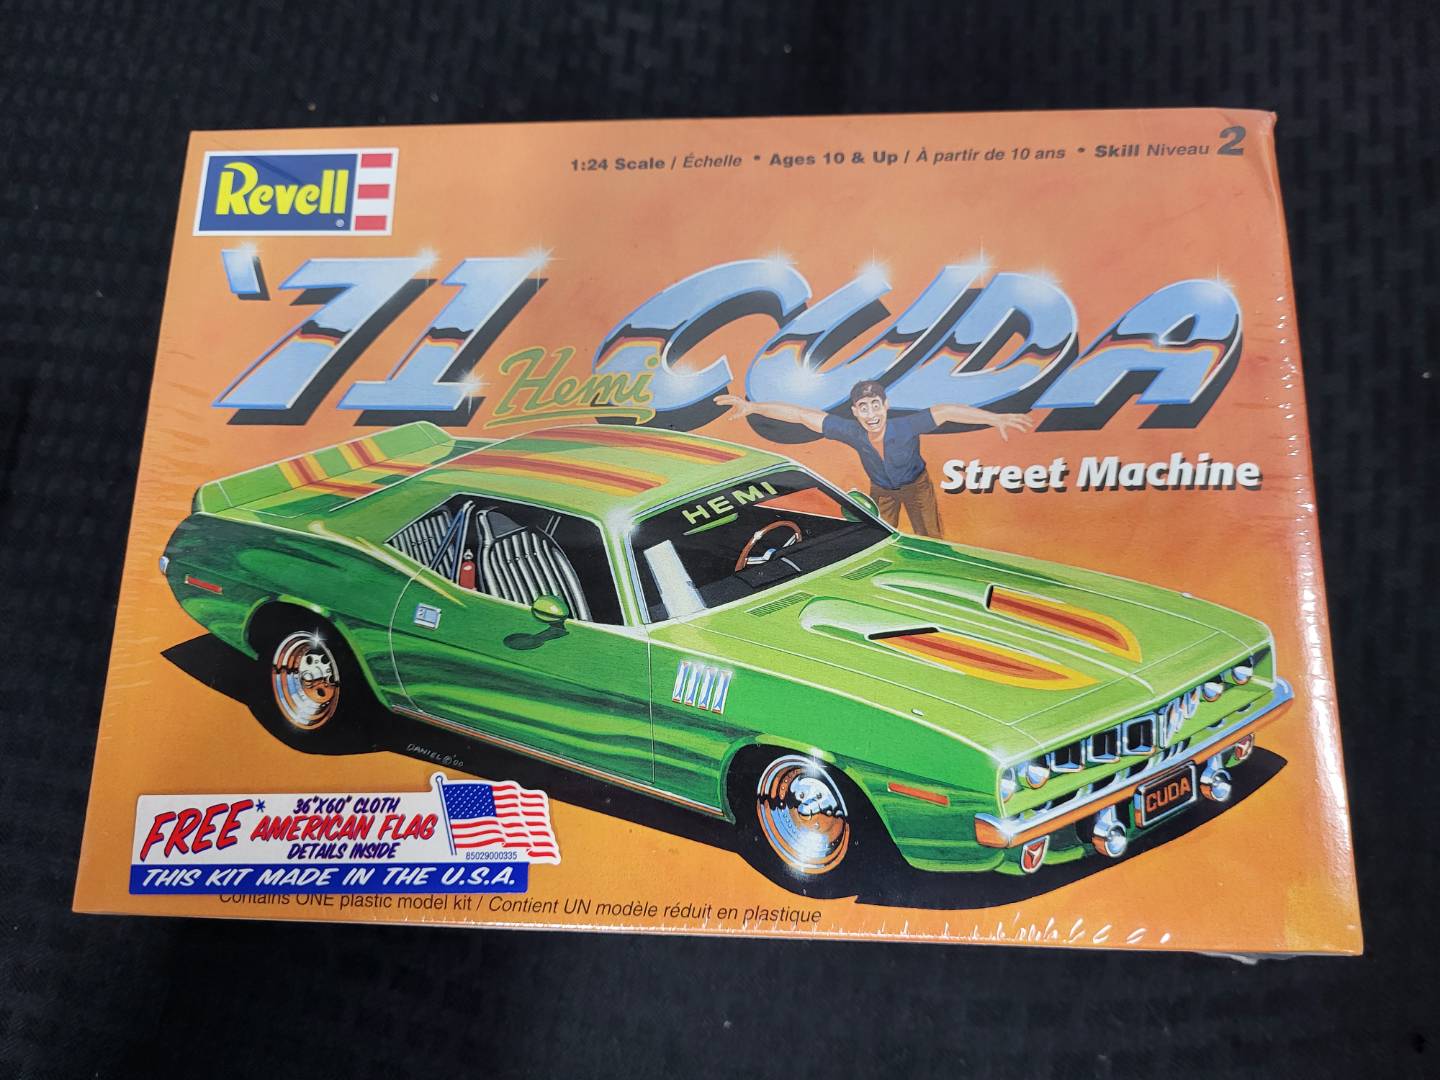 Revell®
1:24 Scale / Échelle • Ages 10 & Up / À partir de 10 ans • Skill Niveau 2
'71 Hemi CUDA
Street Machine
HEMI
CUDA
DANIEL © '00
FREE* 36"X60" CLOTH
AMERICAN FLAG
DETAILS INSIDE
85029000335
THIS KIT MADE IN THE U.S.A.
Contains ONE plastic model kit / Contient UN modèle réduit en plastique